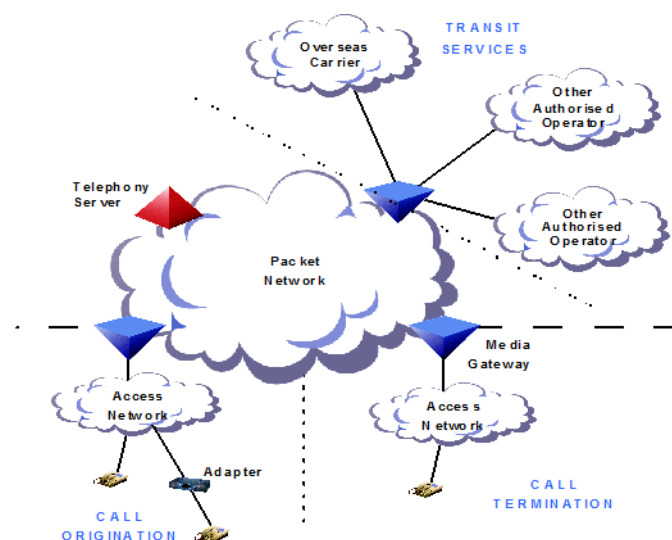 TRANSIT
SERVICES
Overseas
Carrier
Other
Authorised
Operator
Other
Authorised
Operator
Telephony
Server
Packet
Network
Media
Gateway
Access
Network
Access
Network
Adapter
CALL
ORIGINATION
CALL
TERMINATION